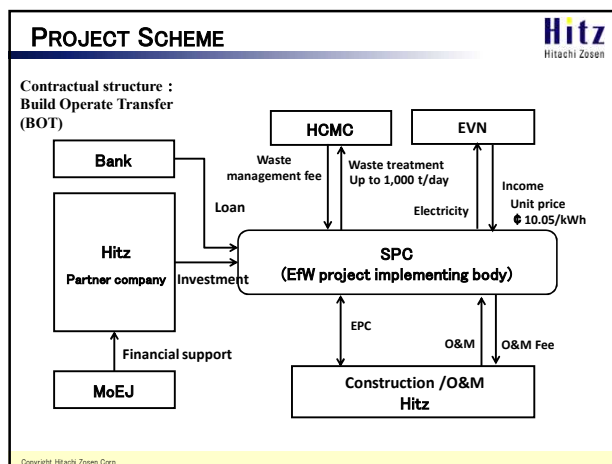 PROJECT SCHEME
Hitz
Hitachi Zosen
Contractual structure :
Build Operate Transfer
(BOT)
HCMC
EVN
Bank
Waste
management fee
Waste treatment
Up to 1,000 t/day
Income
Unit price
¢ 10.05/kWh
Loan
Electricity
Hitz
Partner company
Investment
SPC
(EfW project implementing body)
EPC
O&M
O&M Fee
Financial support
MoEJ
Construction /O&M
Hitz
Copyright Hitachi Zosen Corp